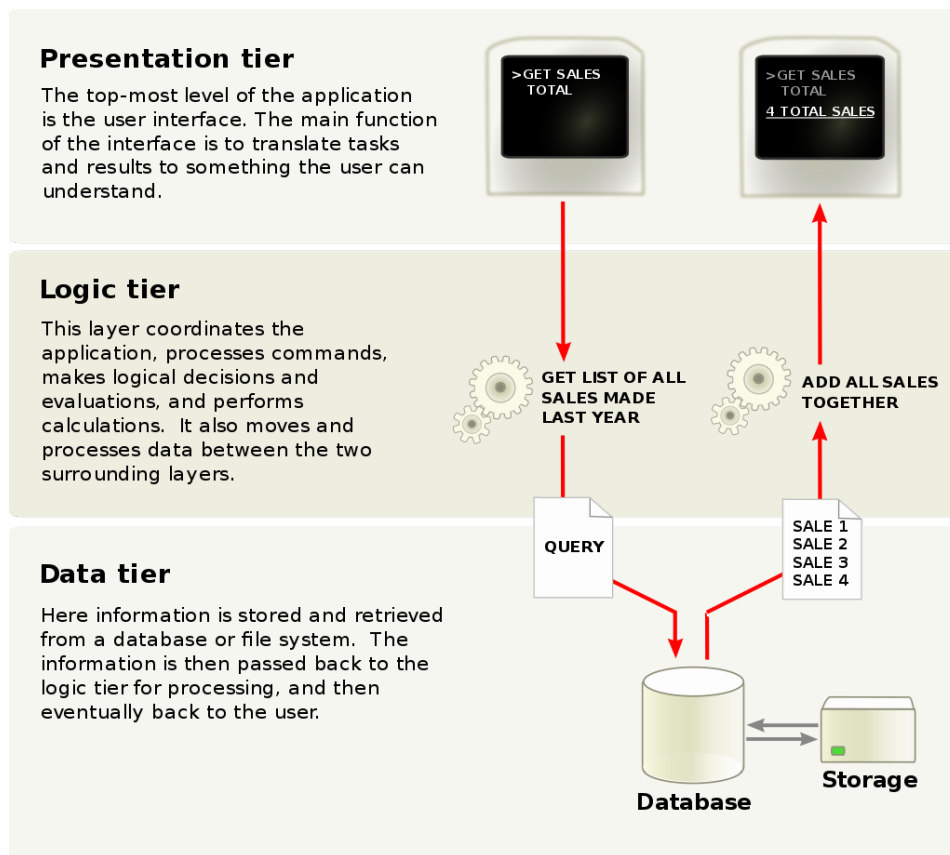 Presentation tier
The top-most level of the application
is the user interface. The main function
of the interface is to translate tasks
and results to something the user can
understand.
>GET SALES
TOTAL
>GET SALES
TOTAL
4 TOTAL SALES
Logic tier
This layer coordinates the
application, processes commands,
makes logical decisions and
evaluations, and performs
calculations.  It also moves and
processes data between the two
surrounding layers.
GET LIST OF ALL
SALES MADE
LAST YEAR
ADD ALL SALES
TOGETHER
QUERY
SALE 1
SALE 2
SALE 3
SALE 4
Data tier
Here information is stored and retrieved
from a database or file system.  The
information is then passed back to the
logic tier for processing, and then
eventually back to the user.
Database
Storage